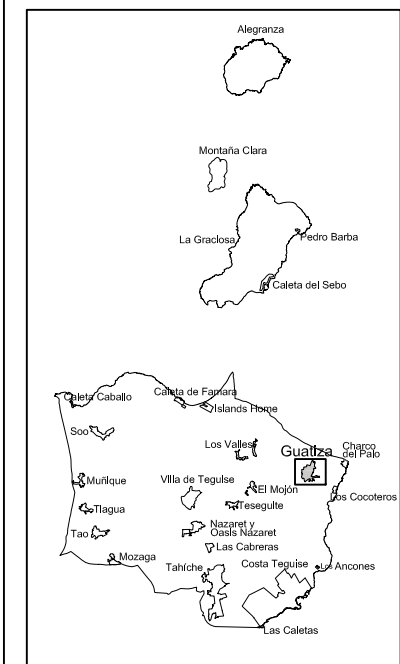 Alegranza
Montaña Clara
La Graciosa
Pedro Barba
Caleta del Sebo
Caleta Caballo
Caleta de Famara
Islands Home
Soo
Los Valles
Guatiza
Charco
del Palo
Muñique
Villa de Teguise
El Mojón
Los Cocoteros
Tiagua
Teseguite
Tao
Nazaret y
Oasis Nazaret
Las Cabreras
Mozaga
Tahíche
Costa Teguise
Los Ancones
Las Caletas